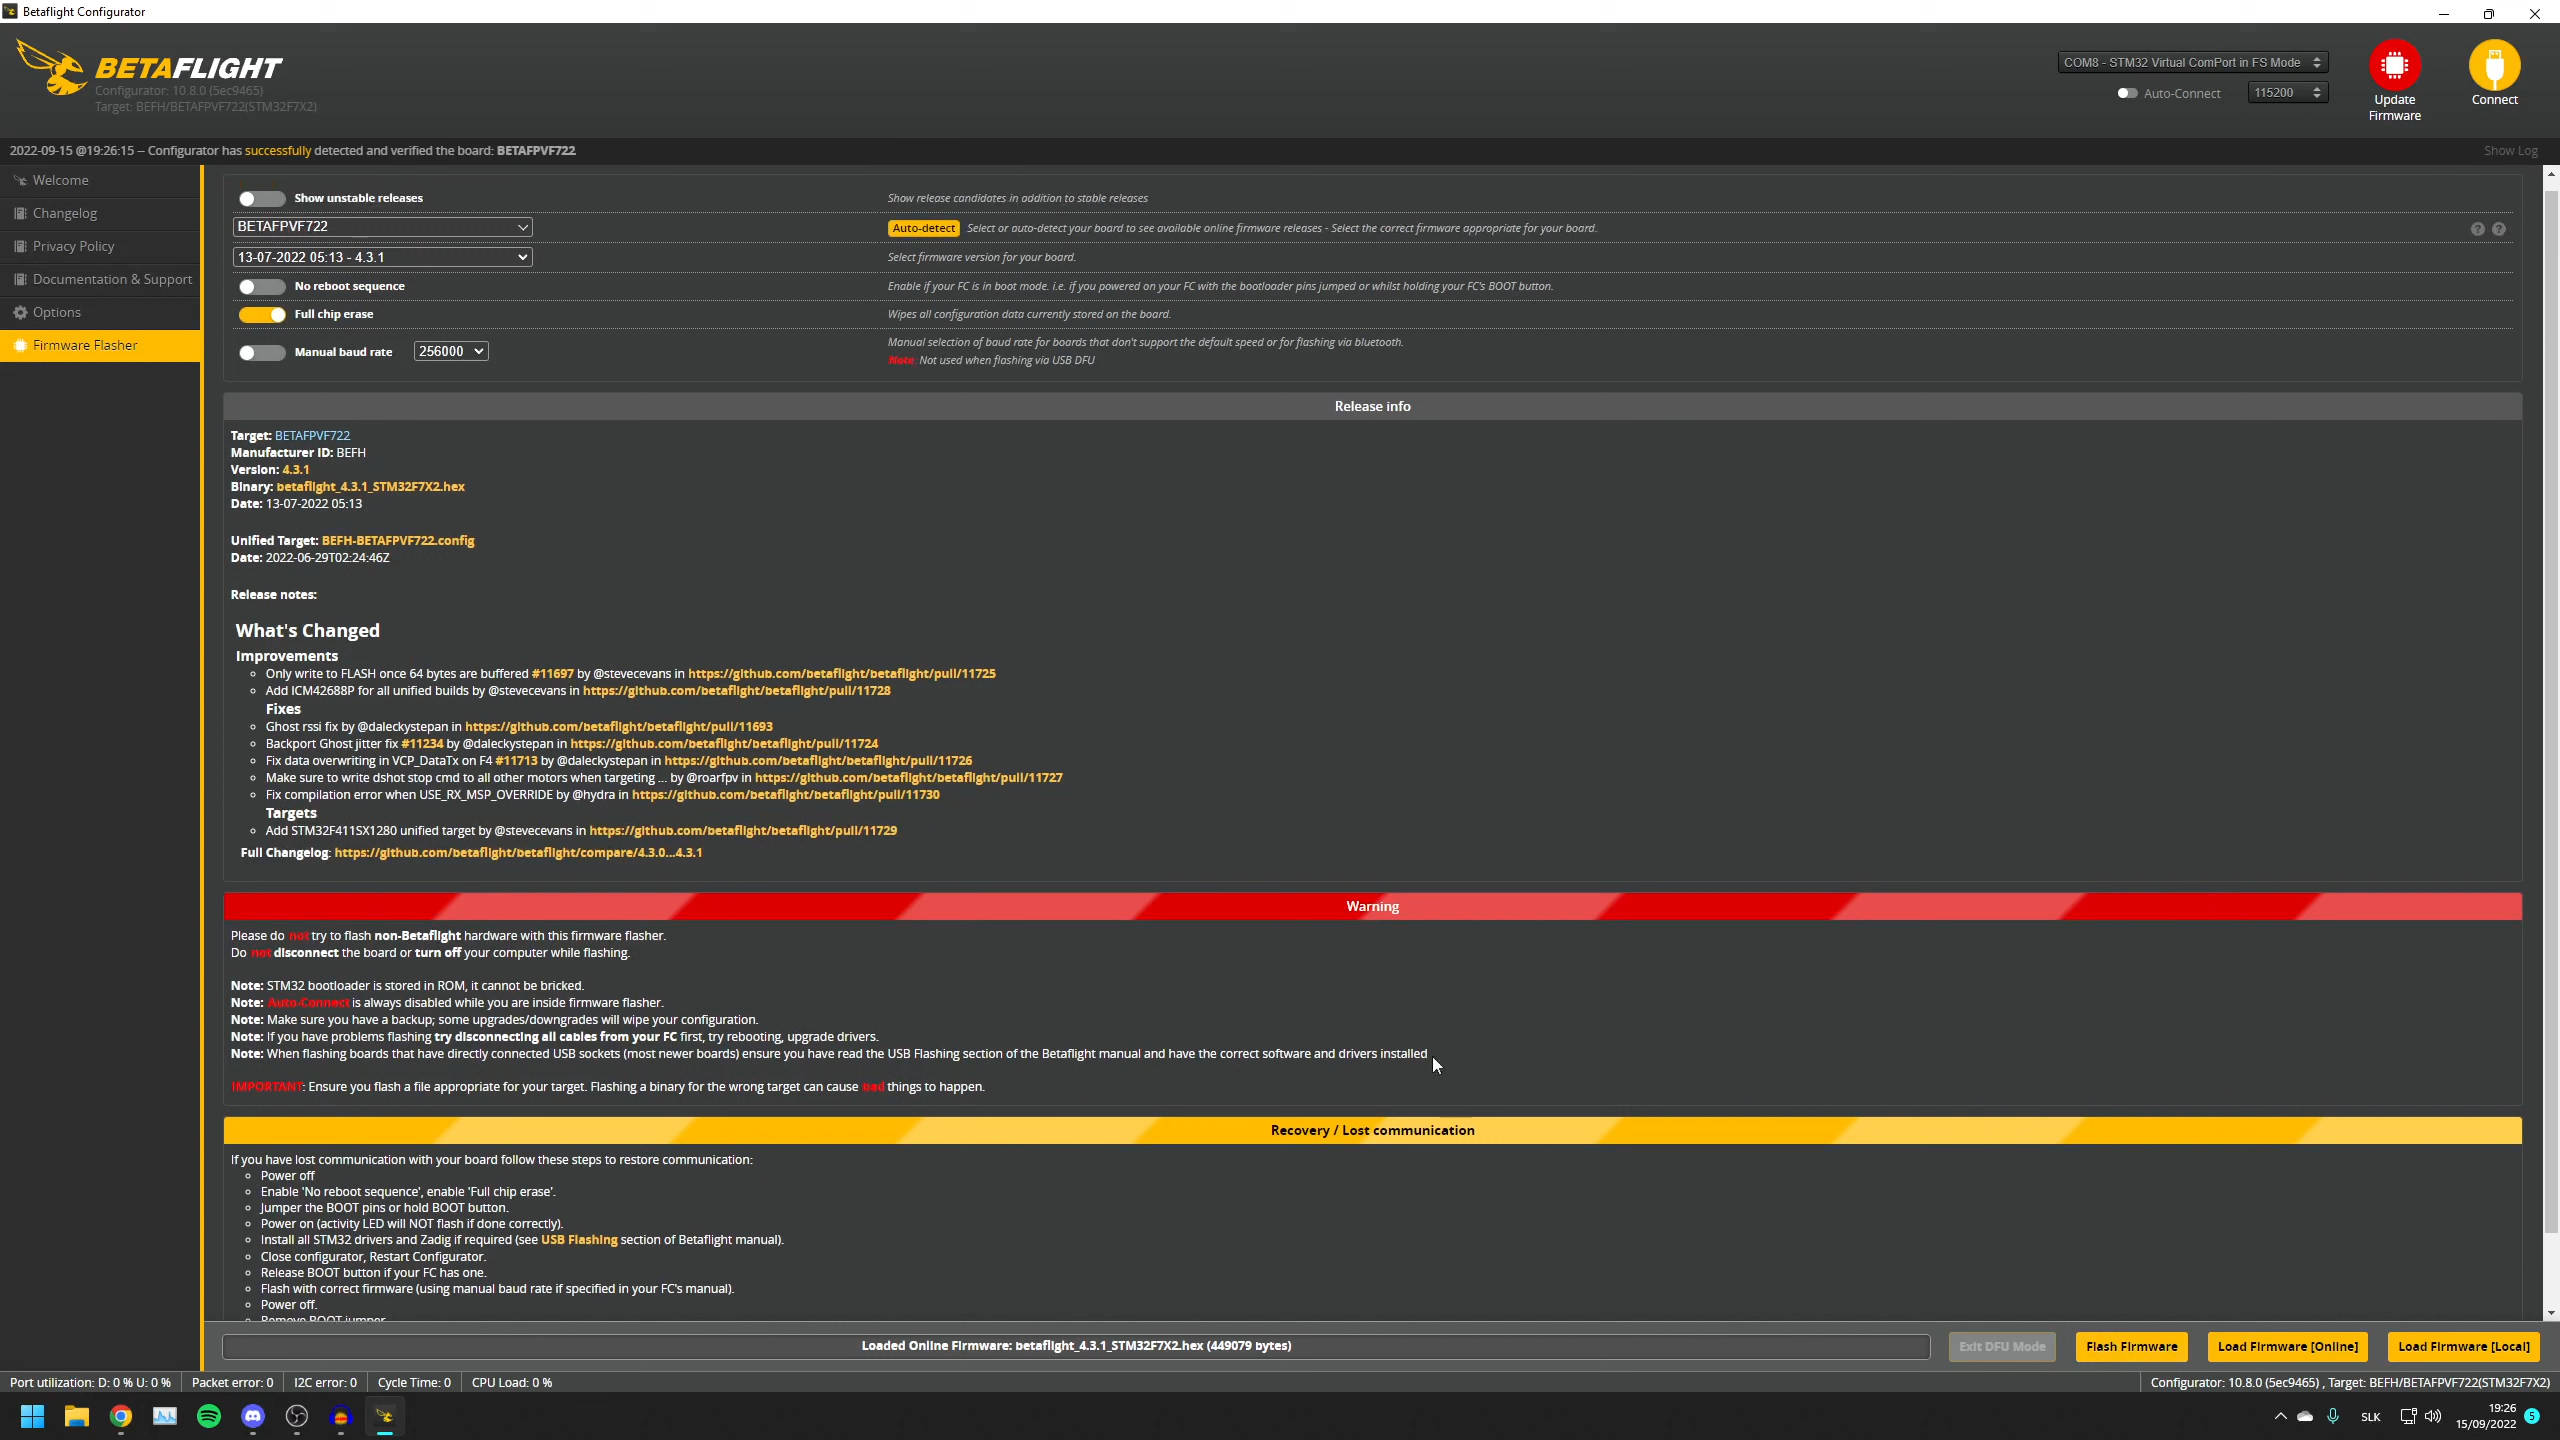 Betaflight Configurator
BETAFLIGHT
Configurator: 10.8.0 (5ec9465)
Target: BEFH/BETAFPVF722(STM32F7X2)
COM8 - STM32 Virtual ComPort in FS Mode
Auto-Connect
115200
Update
Firmware
Connect
2022-09-15 @19:26:15 -- Configurator has successfully detected and verified the board: BETAFPVF722
Show Log
Welcome
Changelog
Privacy Policy
Documentation & Support
Options
Firmware Flasher
Show unstable releases
Show release candidates in addition to stable releases
BETAFPVF722
Auto-detect Select or auto-detect your board to see available online firmware releases - Select the correct firmware appropriate for your board.
13-07-2022 05:13 - 4.3.1
Select firmware version for your board.
No reboot sequence
Enable if your FC is in boot mode. i.e. if you powered on your FC with the bootloader pins jumped or whilst holding your FC's BOOT button.
Full chip erase
Wipes all configuration data currently stored on the board.
Manual baud rate
256000
Manual selection of baud rate for boards that don't support the default speed or for flashing via bluetooth.
Note: Not used when flashing via USB DFU
Release info
Target: BETAFPVF722
Manufacturer ID: BEFH
Version: 4.3.1
Binary: betaflight_4.3.1_STM32F7X2.hex
Date: 13-07-2022 05:13
Unified Target: BEFH-BETAFPVF722.config
Date: 2022-06-29T02:24:46Z
Release notes:
What's Changed
Improvements
Only write to FLASH once 64 bytes are buffered #11697 by @stevecevans in https://github.com/betaflight/betaflight/pull/11725
Add ICM42688P for all unified builds by @stevecevans in https://github.com/betaflight/betaflight/pull/11728
Fixes
Ghost rssi fix by @daleckystepan in https://github.com/betaflight/betaflight/pull/11693
Backport Ghost jitter fix #11234 by @daleckystepan in https://github.com/betaflight/betaflight/pull/11724
Fix data overwriting in VCP_DataTx on F4 #11713 by @daleckystepan in https://github.com/betaflight/betaflight/pull/11726
Make sure to write dshot stop cmd to all other motors when targeting ... by @roarfpv in https://github.com/betaflight/betaflight/pull/11727
Fix compilation error when USE_RX_MSP_OVERRIDE by @hydra in https://github.com/betaflight/betaflight/pull/11730
Targets
Add STM32F411SX1280 unified target by @stevecevans in https://github.com/betaflight/betaflight/pull/11729
Full Changelog: https://github.com/betaflight/betaflight/compare/4.3.0...4.3.1
Warning
Please do not try to flash non-Betaflight hardware with this firmware flasher.
Do not disconnect the board or turn off your computer while flashing.
Note: STM32 bootloader is stored in ROM, it cannot be bricked.
Note: Auto-Connect is always disabled while you are inside firmware flasher.
Note: Make sure you have a backup; some upgrades/downgrades will wipe your configuration.
Note: If you have problems flashing try disconnecting all cables from your FC first, try rebooting, upgrade drivers.
Note: When flashing boards that have directly connected USB sockets (most newer boards) ensure you have read the USB Flashing section of the Betaflight manual and have the correct software and drivers installed
IMPORTANT: Ensure you flash a file appropriate for your target. Flashing a binary for the wrong target can cause bad things to happen.
Recovery / Lost communication
If you have lost communication with your board follow these steps to restore communication:
Power off
Enable 'No reboot sequence', enable 'Full chip erase'.
Jumper the BOOT pins or hold BOOT button.
Power on (activity LED will NOT flash if done correctly).
Install all STM32 drivers and Zadig if required (see USB Flashing section of Betaflight manual).
Close configurator, Restart Configurator.
Release BOOT button if your FC has one.
Flash with correct firmware (using manual baud rate if specified in your FC's manual).
Power off.
Remove BOOT jumper.
Loaded Online Firmware: betaflight_4.3.1_STM32F7X2.hex (449079 bytes)
Exit DFU Mode
Flash Firmware
Load Firmware [Online]
Load Firmware [Local]
Port utilization: D: 0 % U: 0 %
Packet error: 0
I2C error: 0
Cycle Time: 0
CPU Load: 0 %
Configurator: 10.8.0 (5ec9465) , Target: BEFH/BETAFPVF722(STM32F7X2)
SLK
19:26
15/09/2022
5